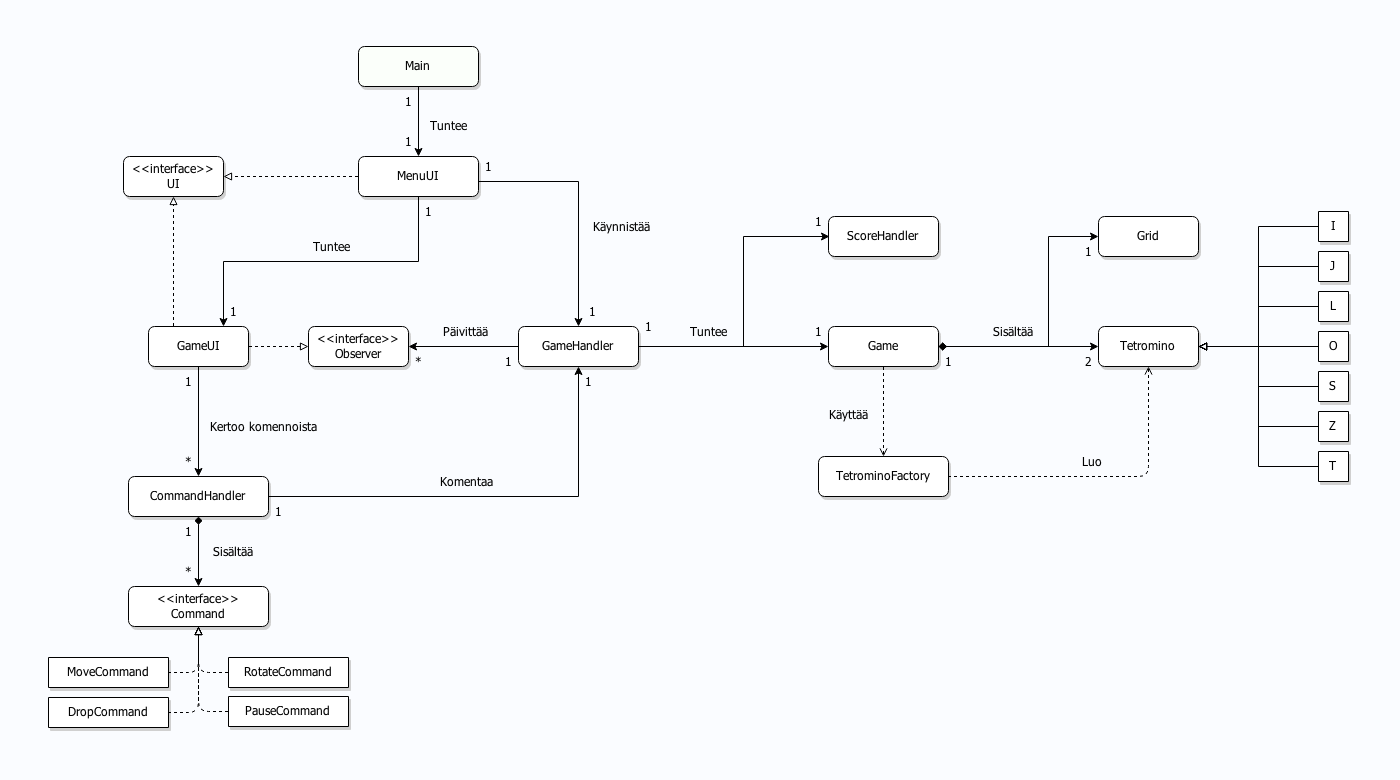 Main
1
Tuntee
1
<<interface>>
UI
MenuUI
1
1
Käynnistää
Tuntee
1
1
GameUI
<<interface>>
Observer
Päivittää
*
1
GameHandler
1
Tuntee
1
ScoreHandler
1
Game
1
Sisältää
1
Grid
2
Tetromino
I
J
L
O
S
Z
T
1
Kertoo komennoista
*
1
Käyttää
TetrominoFactory
Luo
CommandHandler
1
Komentaa
1
Sisältää
*
<<interface>>
Command
MoveCommand
RotateCommand
DropCommand
PauseCommand